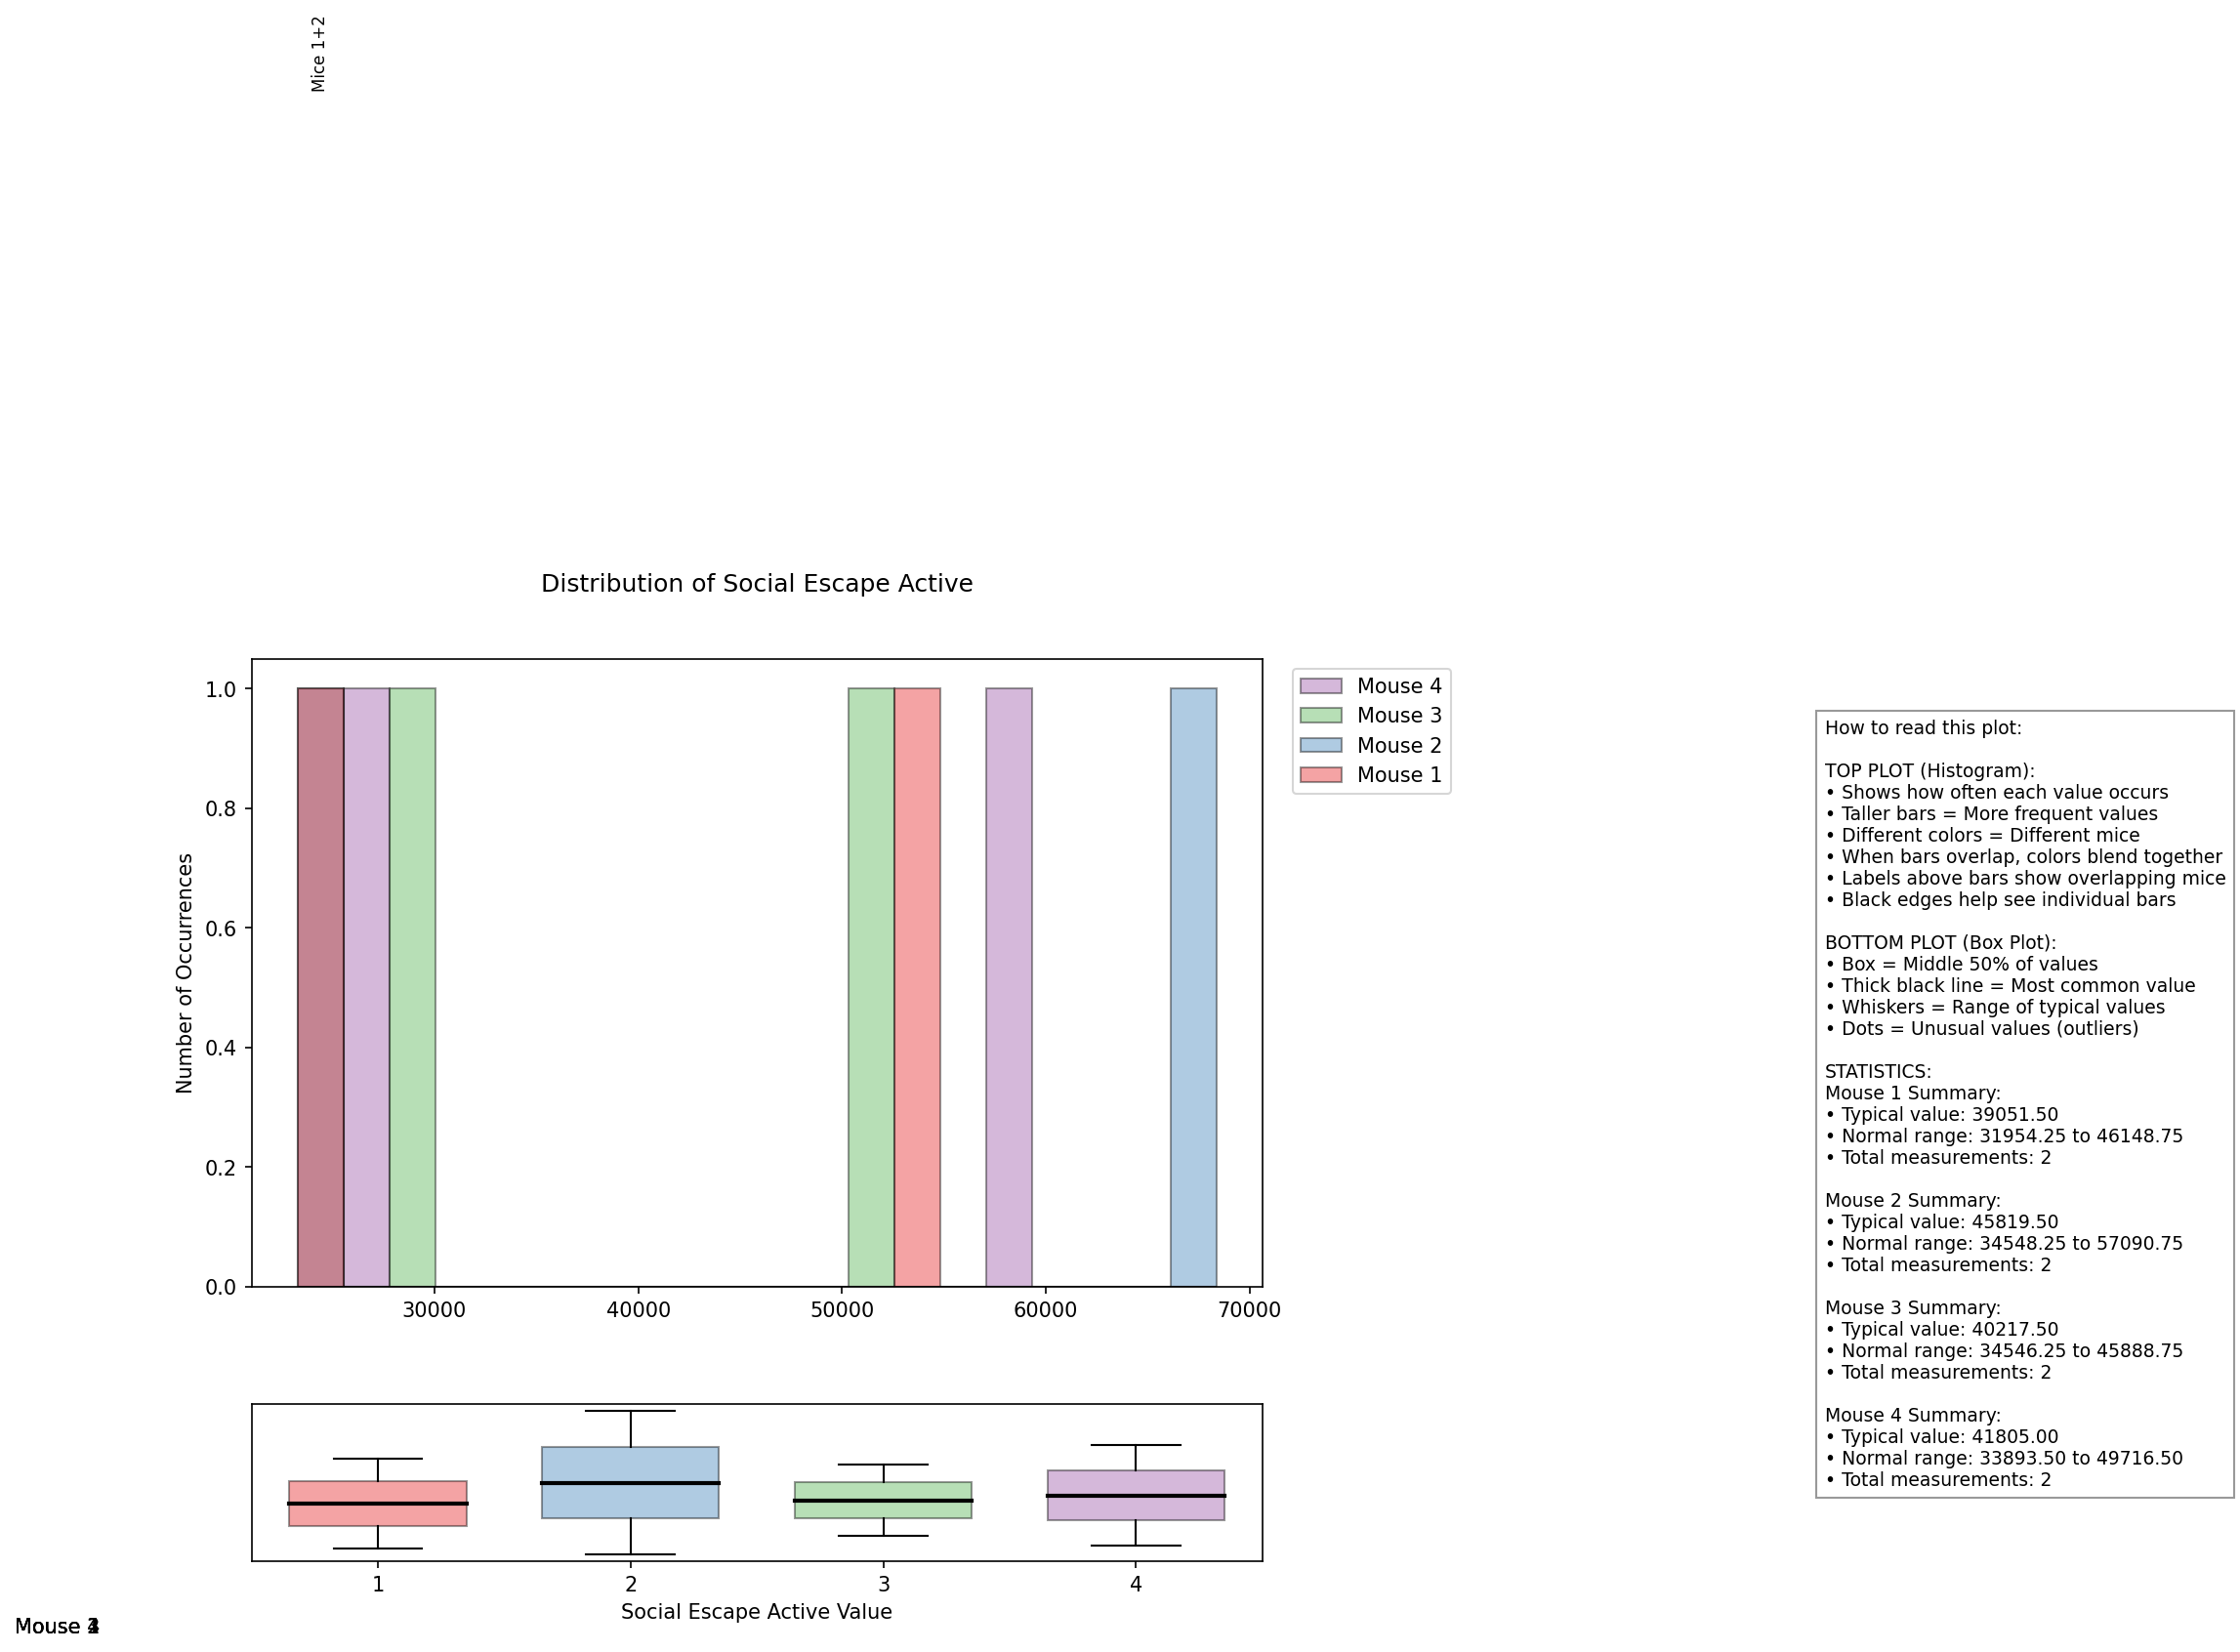 Mice 1+2
Distribution of Social Escape Active
Number of Occurrences
1.0
0.8
0.6
0.4
0.2
0.0
30000 40000 50000 60000 70000
Mouse 4
Mouse 3
Mouse 2
Mouse 1
1 2 3 4
Social Escape Active Value
Mouse
How to read this plot:
TOP PLOT (Histogram):
• Shows how often each value occurs
• Taller bars = More frequent values
• Different colors = Different mice
• When bars overlap, colors blend together
• Labels above bars show overlapping mice
• Black edges help see individual bars
BOTTOM PLOT (Box Plot):
• Box = Middle 50% of values
• Thick black line = Most common value
• Whiskers = Range of typical values
• Dots = Unusual values (outliers)
STATISTICS:
Mouse 1 Summary:
• Typical value: 39051.50
• Normal range: 31954.25 to 46148.75
• Total measurements: 2
Mouse 2 Summary:
• Typical value: 45819.50
• Normal range: 34548.25 to 57090.75
• Total measurements: 2
Mouse 3 Summary:
• Typical value: 40217.50
• Normal range: 34546.25 to 45888.75
• Total measurements: 2
Mouse 4 Summary:
• Typical value: 41805.00
• Normal range: 33893.50 to 49716.50
• Total measurements: 2